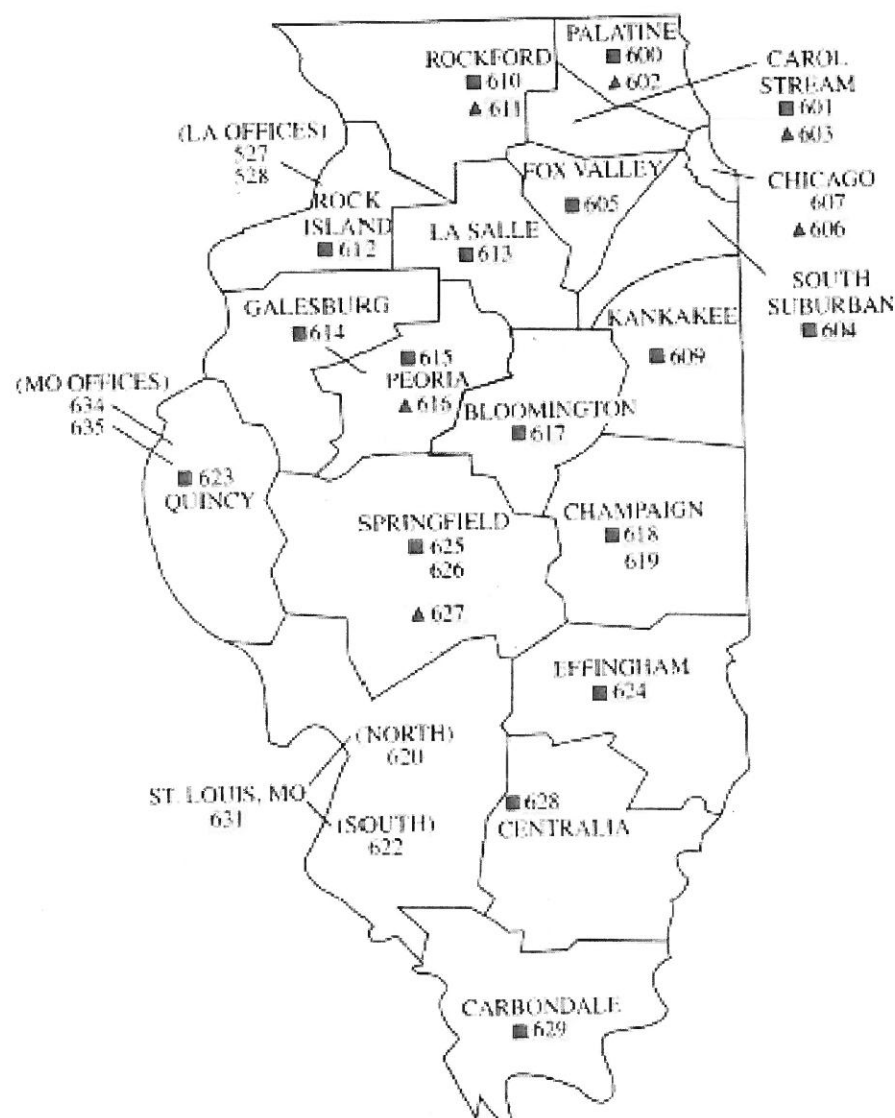 PALATINE
600
602
ROCKFORD
610
611
CAROL
STREAM
601
603
(LA OFFICES)
527
528
FOX VALLEY
605
CHICAGO
607
606
ROCK
ISLAND
612
LA SALLE
613
SOUTH
SUBURBAN
604
GALESBURG
614
KANKAKEE
609
615
PEORIA
616
(MO OFFICES)
634
635
BLOOMINGTON
617
623
QUINCY
SPRINGFIELD
625
626
627
CHAMPAIGN
618
619
EFFINGHAM
624
(NORTH)
620
ST. LOUIS, MO
631
(SOUTH)
622
628
CENTRALIA
CARBONDALE
629